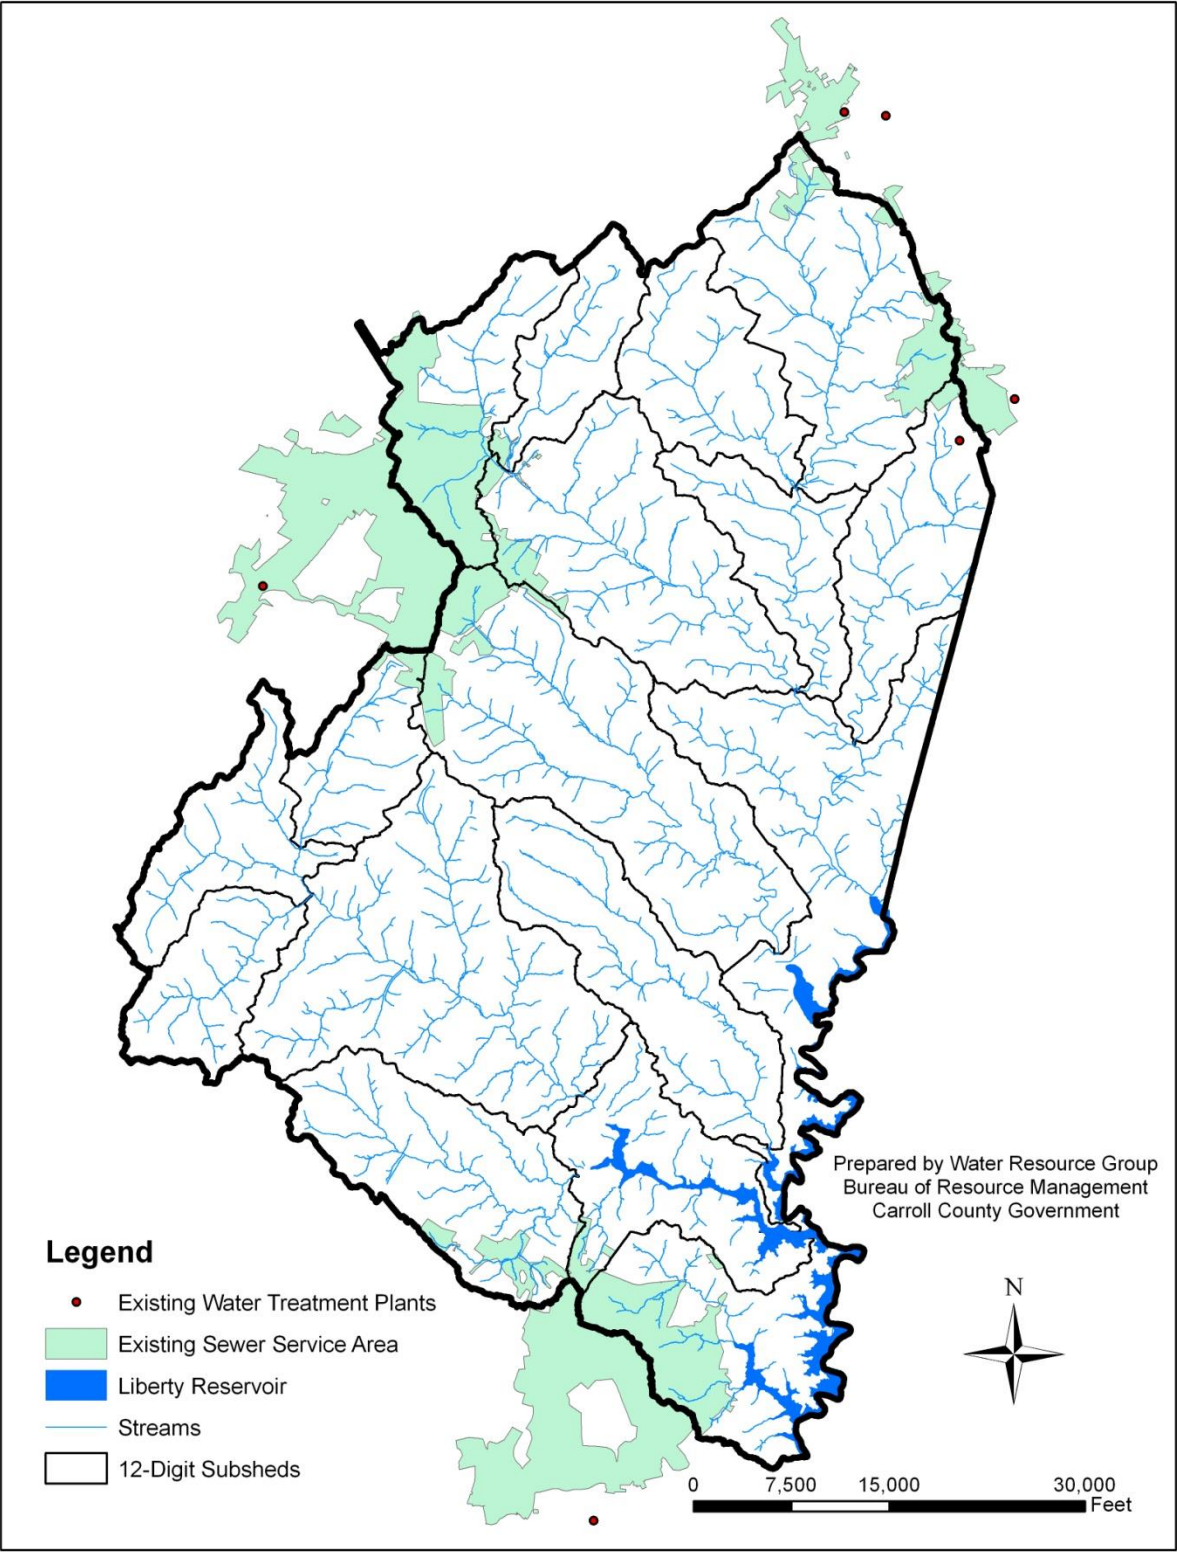 Prepared by Water Resource Group
Bureau of Resource Management
Carroll County Government
Legend
Existing Water Treatment Plants
Existing Sewer Service Area
Liberty Reservoir
Streams
12-Digit Subsheds
N
0 7,500 15,000 30,000
Feet